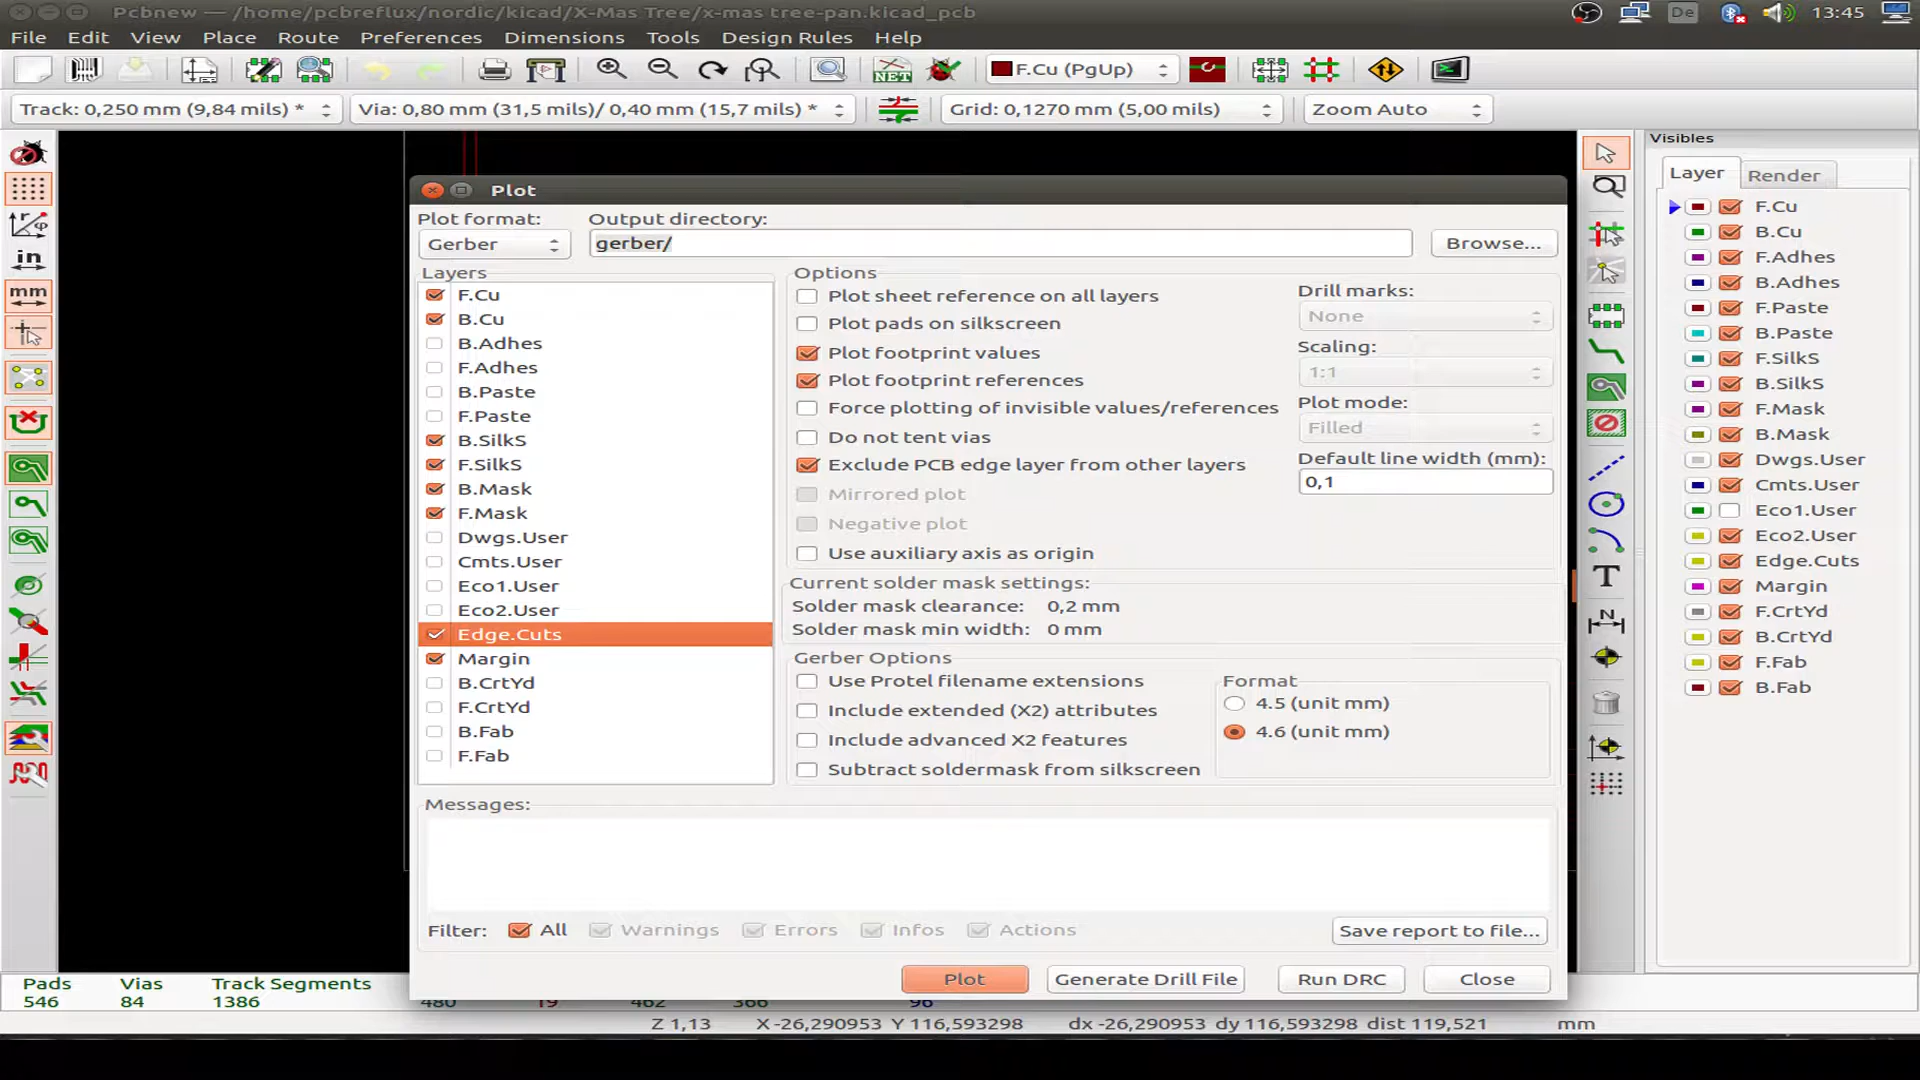 Pcbnew — /home/pcbreflux/nordic/kicad/X-Mas Tree/x-mas tree-pan.kicad_pcb
De
13:45
File Edit View Place Route Preferences Dimensions Tools Design Rules Help
NET
F.Cu (PgUp)
Track: 0,250 mm (9,84 mils) *
Via: 0,80 mm (31,5 mils)/ 0,40 mm (15,7 mils) *
Grid: 0,1270 mm (5,00 mils)
Zoom Auto
in
mm
Plot
Plot format:
Output directory:
Gerber
gerber/
Browse...
Layers
F.Cu
B.Cu
B.Adhes
F.Adhes
B.Paste
F.Paste
B.SilkS
F.SilkS
B.Mask
F.Mask
Dwgs.User
Cmts.User
Eco1.User
Eco2.User
Edge.Cuts
Margin
B.CrtYd
F.CrtYd
B.Fab
F.Fab
Options
Plot sheet reference on all layers
Plot pads on silkscreen
Plot footprint values
Plot footprint references
Force plotting of invisible values/references
Do not tent vias
Exclude PCB edge layer from other layers
Mirrored plot
Negative plot
Use auxiliary axis as origin
Drill marks:
None
Scaling:
1:1
Plot mode:
Filled
Default line width (mm):
0,1
Current solder mask settings:
Solder mask clearance: 0,2 mm
Solder mask min width: 0 mm
Gerber Options
Use Protel filename extensions
Include extended (X2) attributes
Include advanced X2 features
Subtract soldermask from silkscreen
Format
4.5 (unit mm)
4.6 (unit mm)
Messages:
Filter: All Warnings Errors Infos Actions
Save report to file...
Plot
Generate Drill File
Run DRC
Close
Visibles
Layer
Render
F.Cu
B.Cu
F.Adhes
B.Adhes
F.Paste
B.Paste
F.SilkS
B.SilkS
F.Mask
B.Mask
Dwgs.User
Cmts.User
Eco1.User
Eco2.User
Edge.Cuts
Margin
F.CrtYd
B.CrtYd
F.Fab
B.Fab
T
N
Pads Vias Track Segments
546 84 1386 480 19 462 366 96
Z 1,13 X -26,290953 Y 116,593298 dx -26,290953 dy 116,593298 dist 119,521 mm